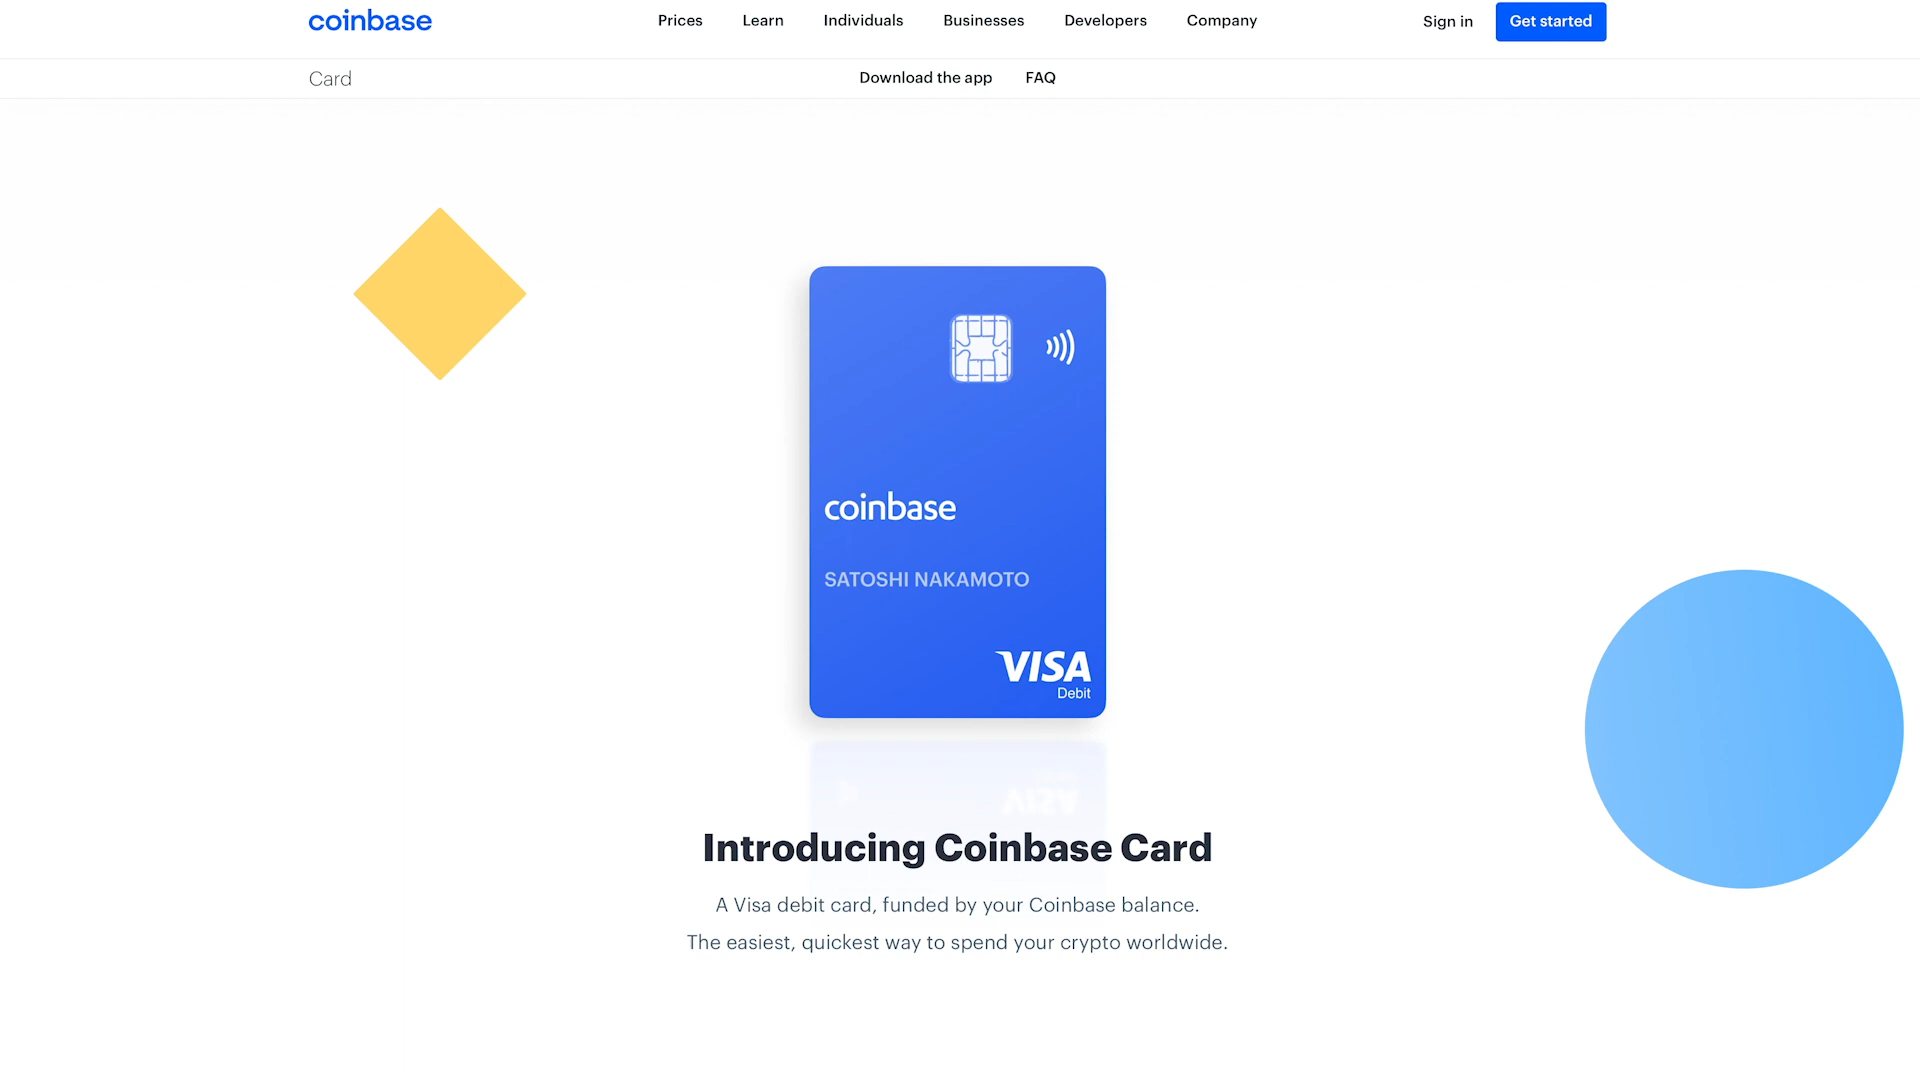 coinbase Prices Learn Individuals Businesses Developers Company Sign in Get started
Card Download the app FAQ
coinbase
SATOSHI NAKAMOTO
VISA
Debit
VISA
Introducing Coinbase Card
A Visa debit card, funded by your Coinbase balance.
The easiest, quickest way to spend your crypto worldwide.